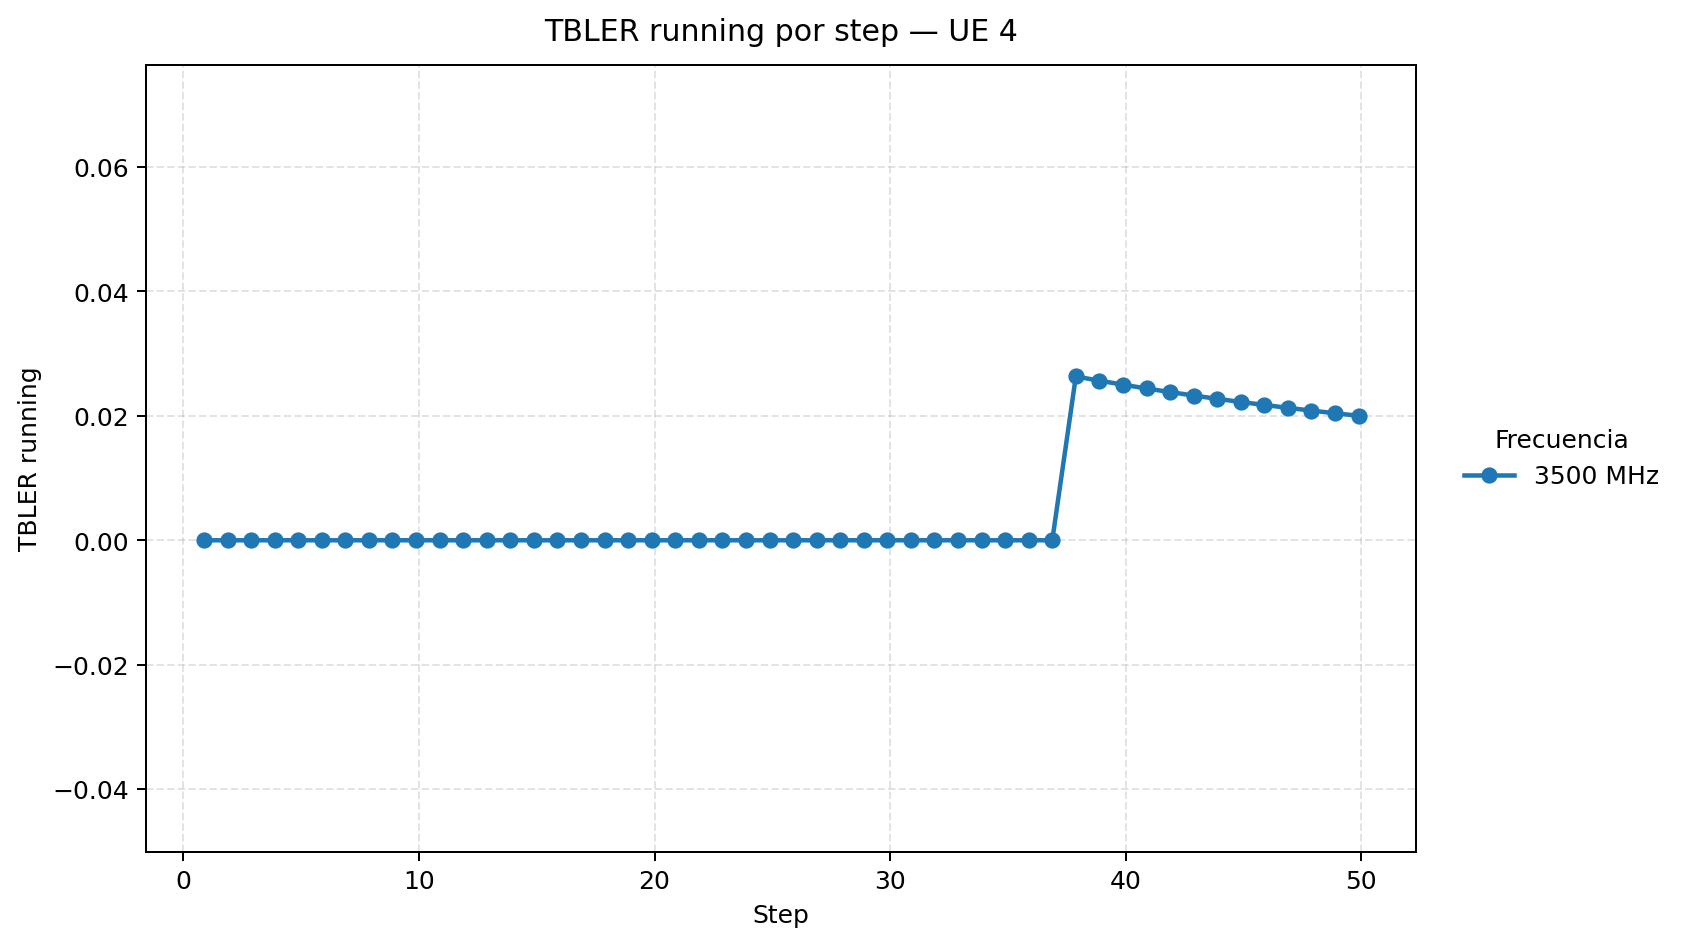 TBLER running por step — UE 4
TBLER running
0.06
0.04
0.02
0.00
−0.02
−0.04
0
10
20
30
40
50
Step
Frecuencia
3500 MHz